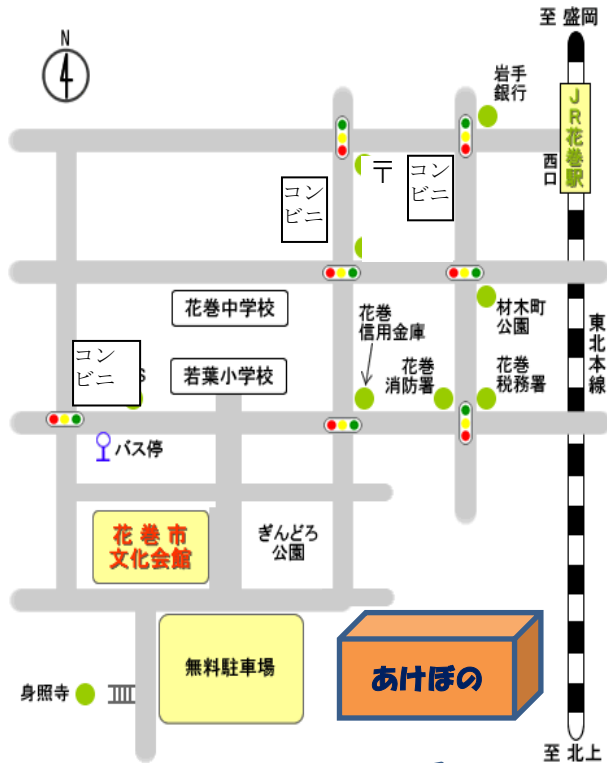 至 盛岡
N
岩手
銀行
JR花巻駅
西口
〒
コン
ビニ
コン
ビニ
花巻中学校
材木町
公園
花巻
信用金庫
東北本線
コン
ビニ
S
若葉小学校
花巻
消防署
花巻
税務署
バス停
花巻市
文化会館
ぎんどろ
公園
無料駐車場
あけぼの
身照寺
至 北上